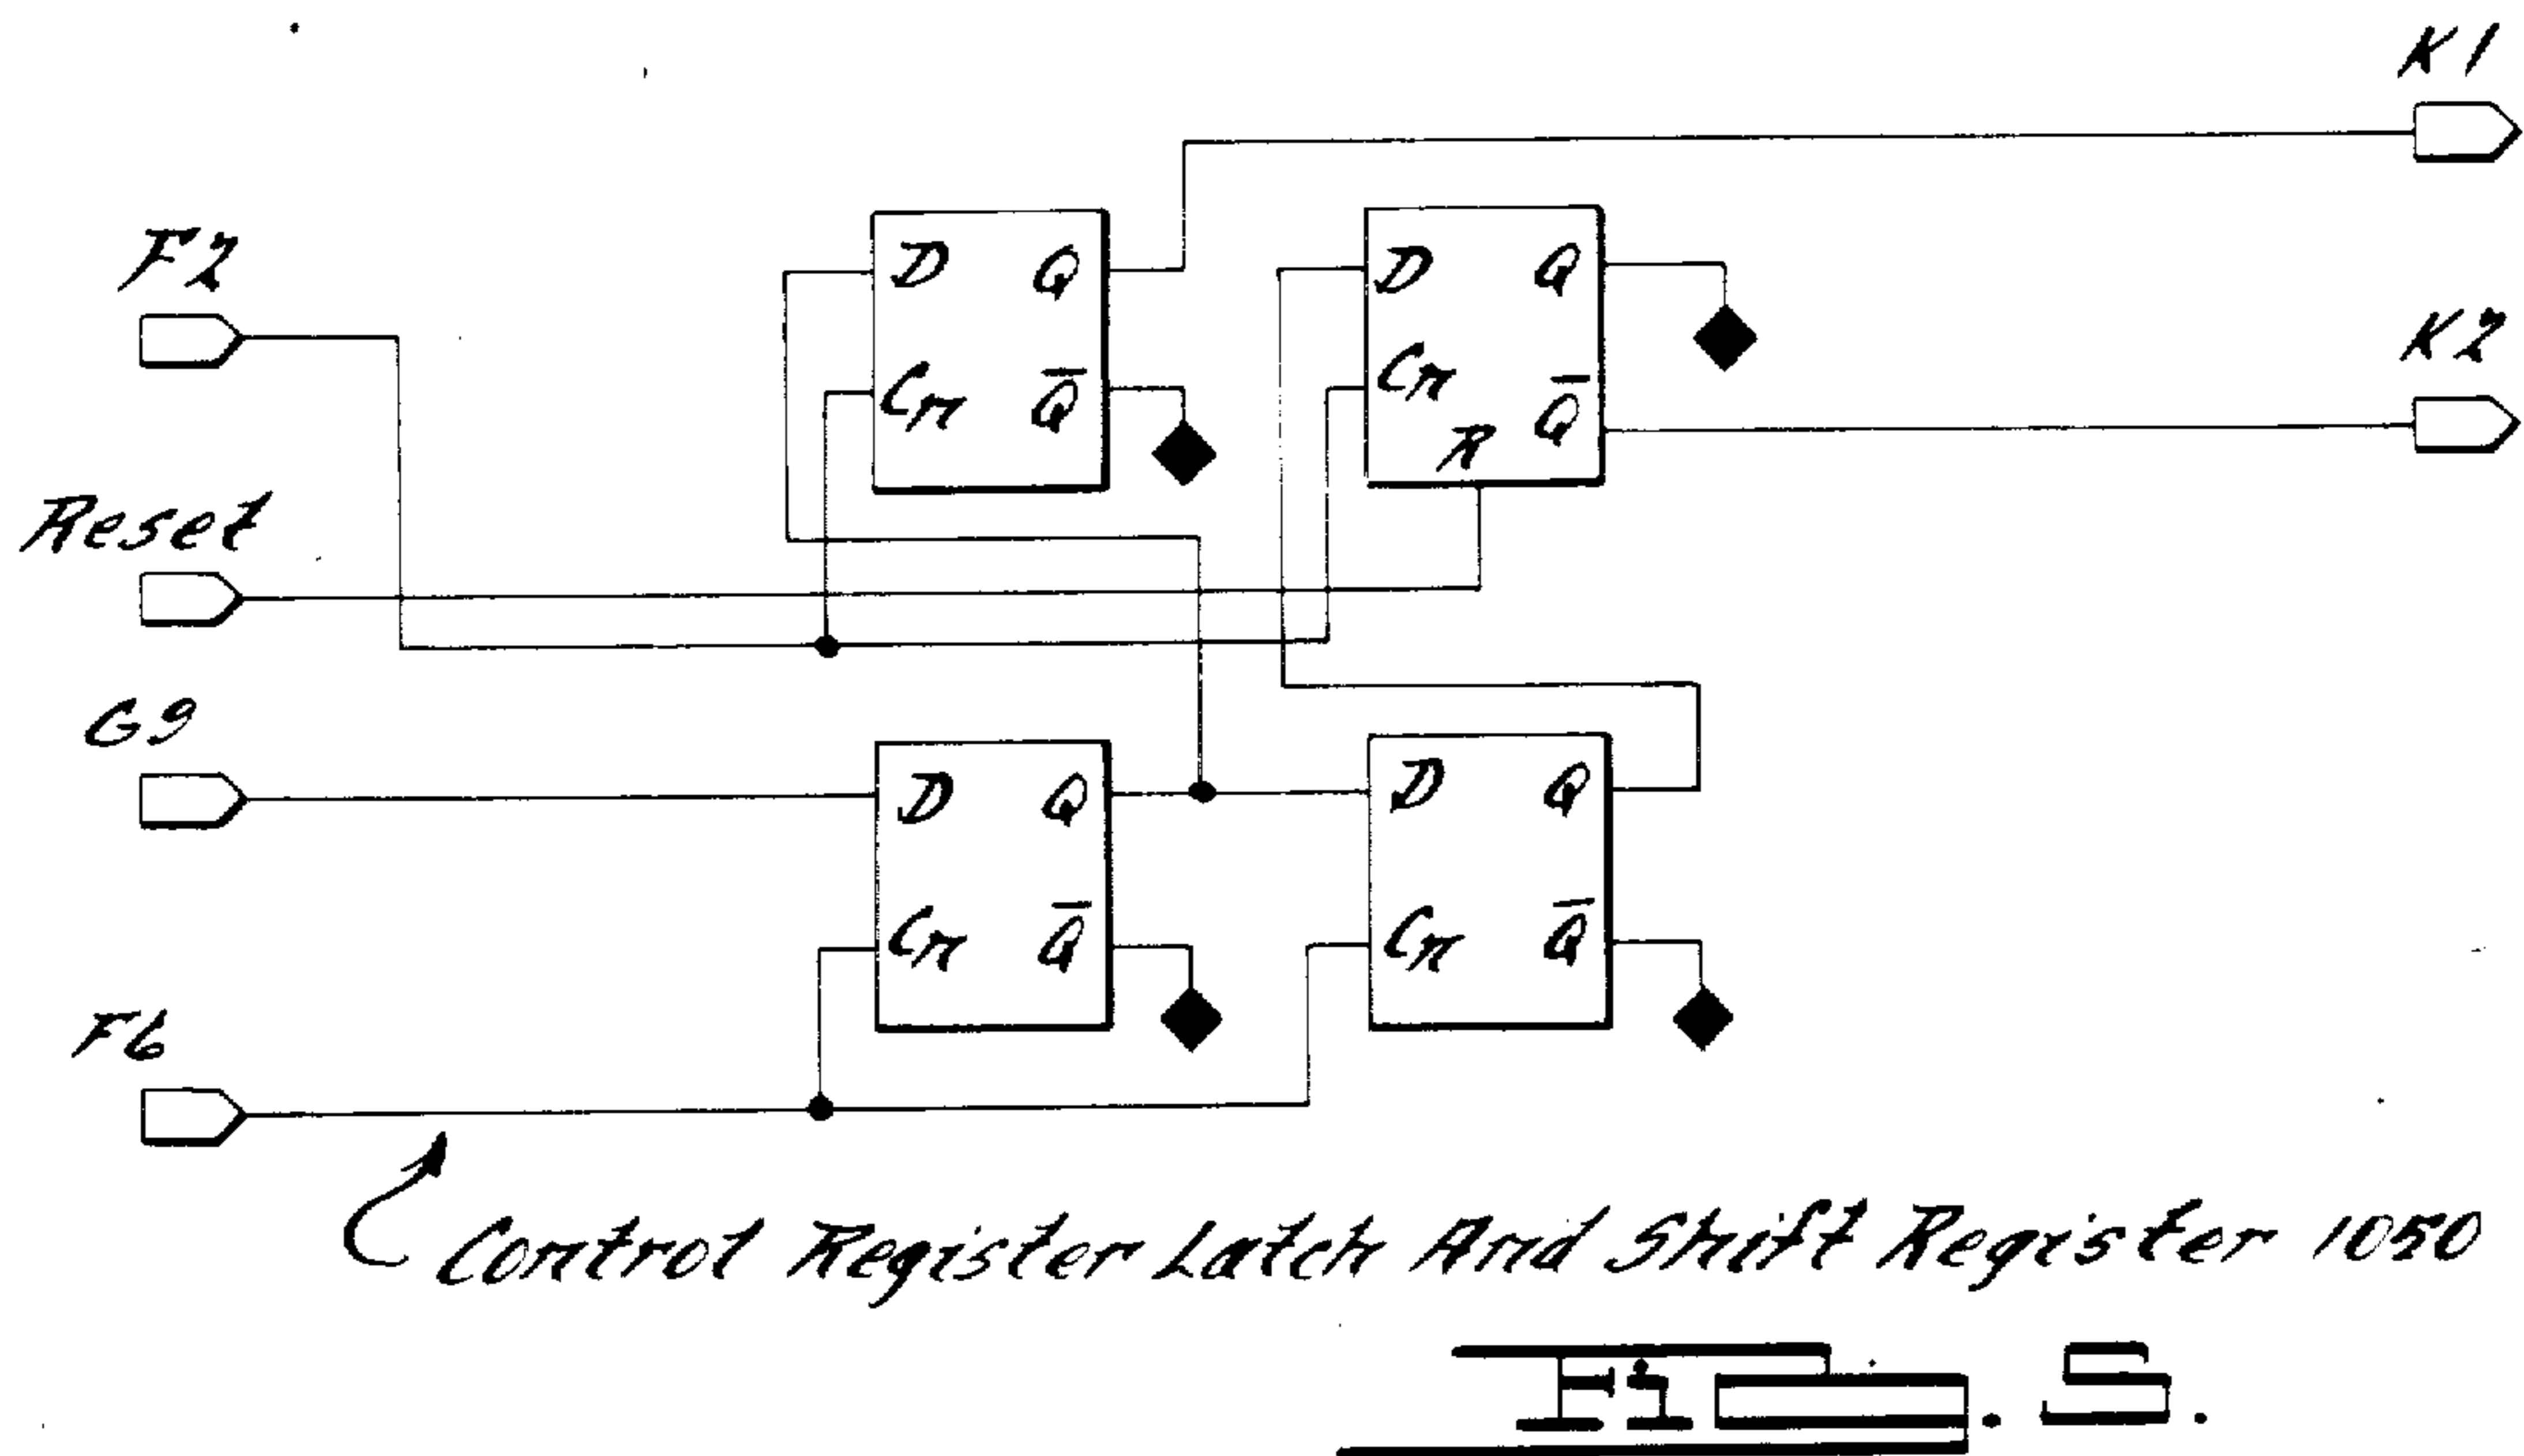 K1
F2
D Q
Cn Q̅
D Q
Cn Q̅
R
K2
Reset
G9
D Q
Cn Q̅
D Q
Cn Q̅
F6
Control Register Latch And Shift Register 1050
Fig. 5.